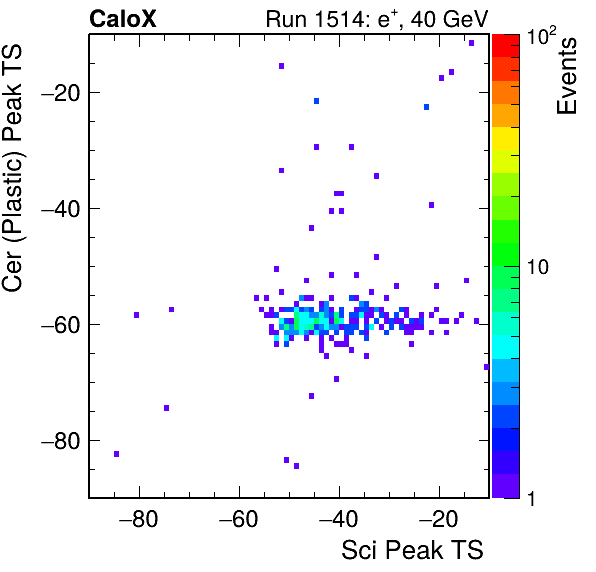 CaloX
Run 1514: e⁺, 40 GeV
Cer (Plastic) Peak TS
−20
−40
−60
−80
−80
−60
−40
−20
Sci Peak TS
10²
10
1
Events